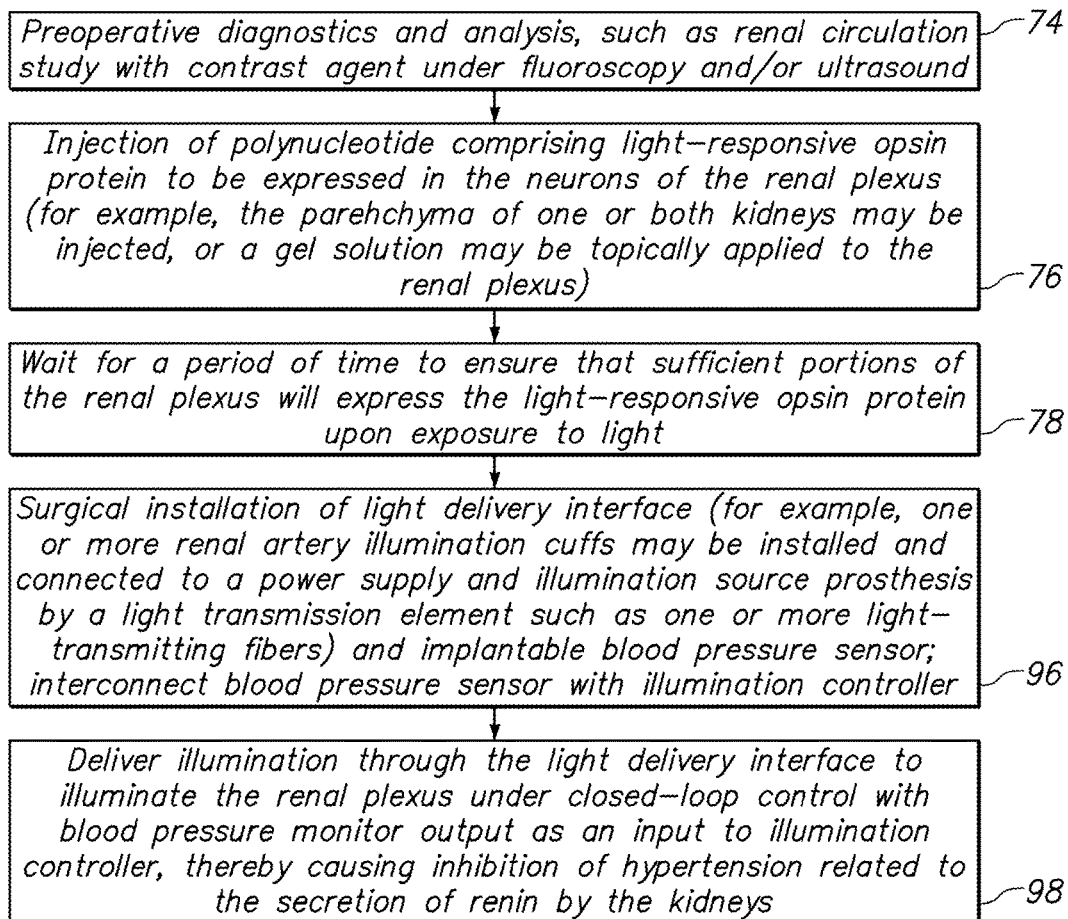 Preoperative diagnostics and analysis, such as renal circulation
study with contrast agent under fluoroscopy and/or ultrasound
74
Injection of polynucleotide comprising light-responsive opsin
protein to be expressed in the neurons of the renal plexus
(for example, the parehchyma of one or both kidneys may be
injected, or a gel solution may be topically applied to the
renal plexus)
76
Wait for a period of time to ensure that sufficient portions of
the renal plexus will express the light-responsive opsin protein
upon exposure to light
78
Surgical installation of light delivery interface (for example, one
or more renal artery illumination cuffs may be installed and
connected to a power supply and illumination source prosthesis
by a light transmission element such as one or more light-
transmitting fibers) and implantable blood pressure sensor;
interconnect blood pressure sensor with illumination controller
96
Deliver illumination through the light delivery interface to
illuminate the renal plexus under closed-loop control with
blood pressure monitor output as an input to illumination
controller, thereby causing inhibition of hypertension related to
the secretion of renin by the kidneys
98